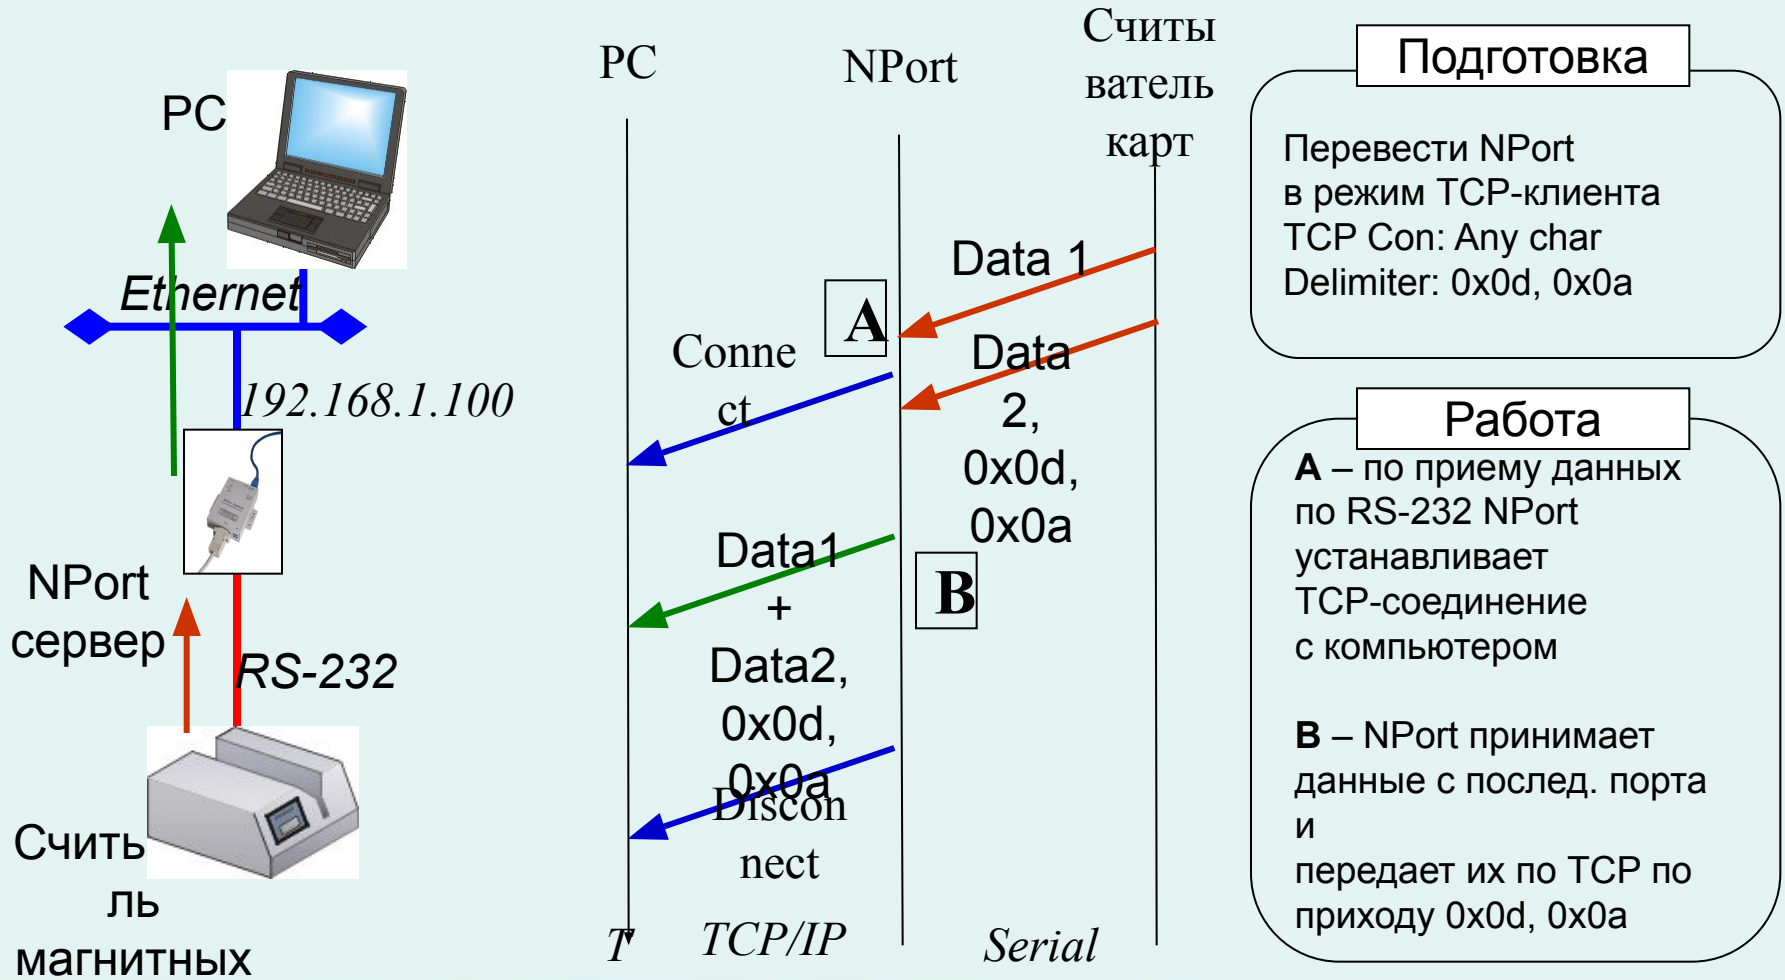 PC
Ethernet
192.168.1.100
NPort
сервер
RS-232
Считы
ль
магнитных
PC
NPort
Считы
ватель
карт
Data 1
A
Conne
ct
Data
2,
0x0d,
0x0a
Data1
+
Data2,
0x0d,
0x0a
B
Discon
nect
T
TCP/IP
Serial
Подготовка
Перевести NPort
в режим TCP-клиента
TCP Con: Any char
Delimiter: 0x0d, 0x0a
Работа
A – по приему данных
по RS-232 NPort
устанавливает
TCP-соединение
с компьютером
B – NPort принимает
данные с послед. порта
и
передает их по TCP по
приходу 0x0d, 0x0a